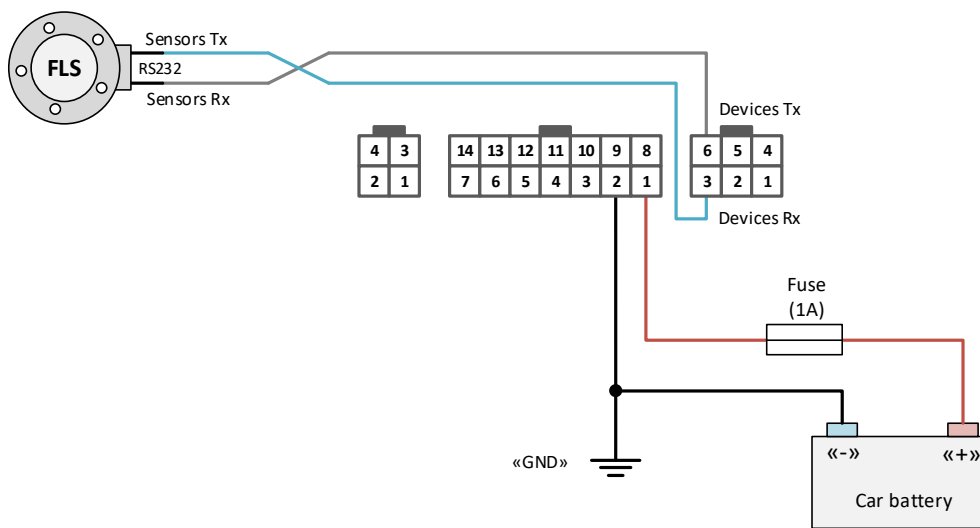 Sensors Tx
FLS
RS232
Sensors Rx
Devices Tx
4 3
2 1
14 13 12 11 10 9 8
7 6 5 4 3 2 1
6 5 4
3 2 1
Devices Rx
Fuse
(1A)
«GND»
«-» «+»
Car battery